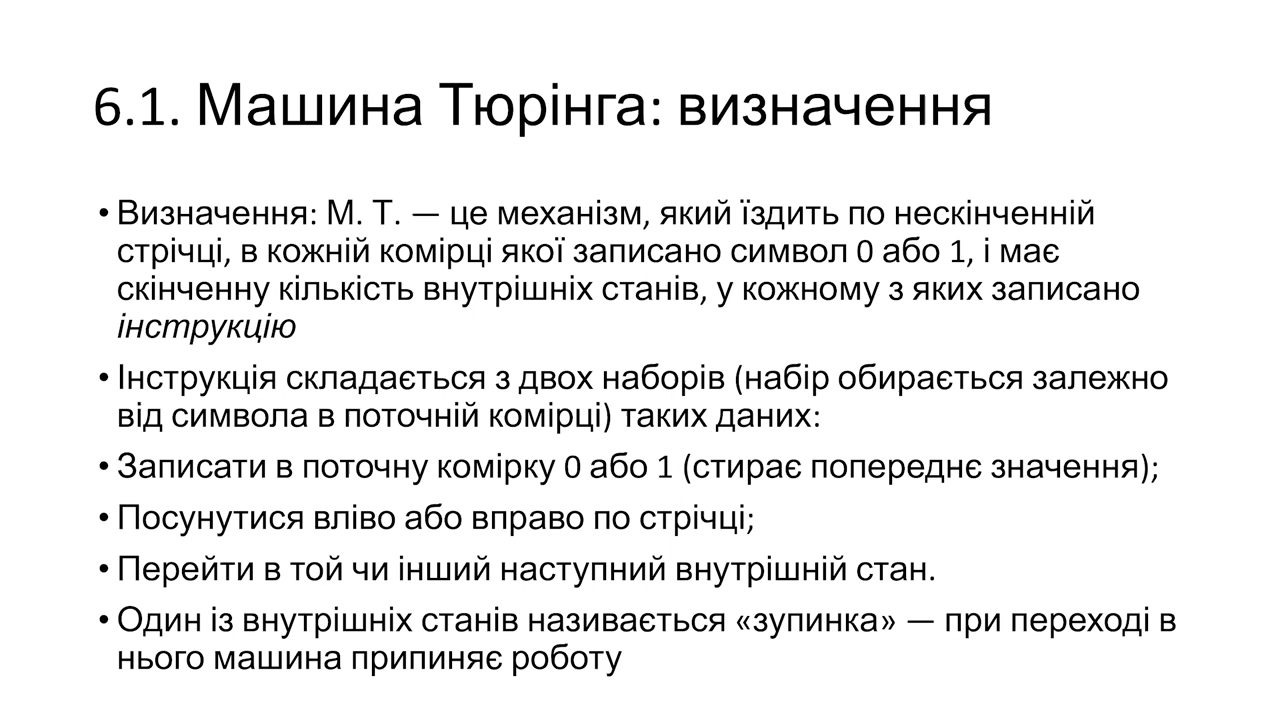 6.1. Машина Тюрінга: визначення
• Визначення: М. Т. — це механізм, який їздить по нескінченній
стрічці, в кожній комірці якої записано символ 0 або 1, і має
скінченну кількість внутрішніх станів, у кожному з яких записано
інструкцію
• Інструкція складається з двох наборів (набір обирається залежно
від символа в поточній комірці) таких даних:
• Записати в поточну комірку 0 або 1 (стирає попереднє значення);
• Посунутися вліво або вправо по стрічці;
• Перейти в той чи інший наступний внутрішній стан.
• Один із внутрішніх станів називається «зупинка» — при переході в
нього машина припиняє роботу